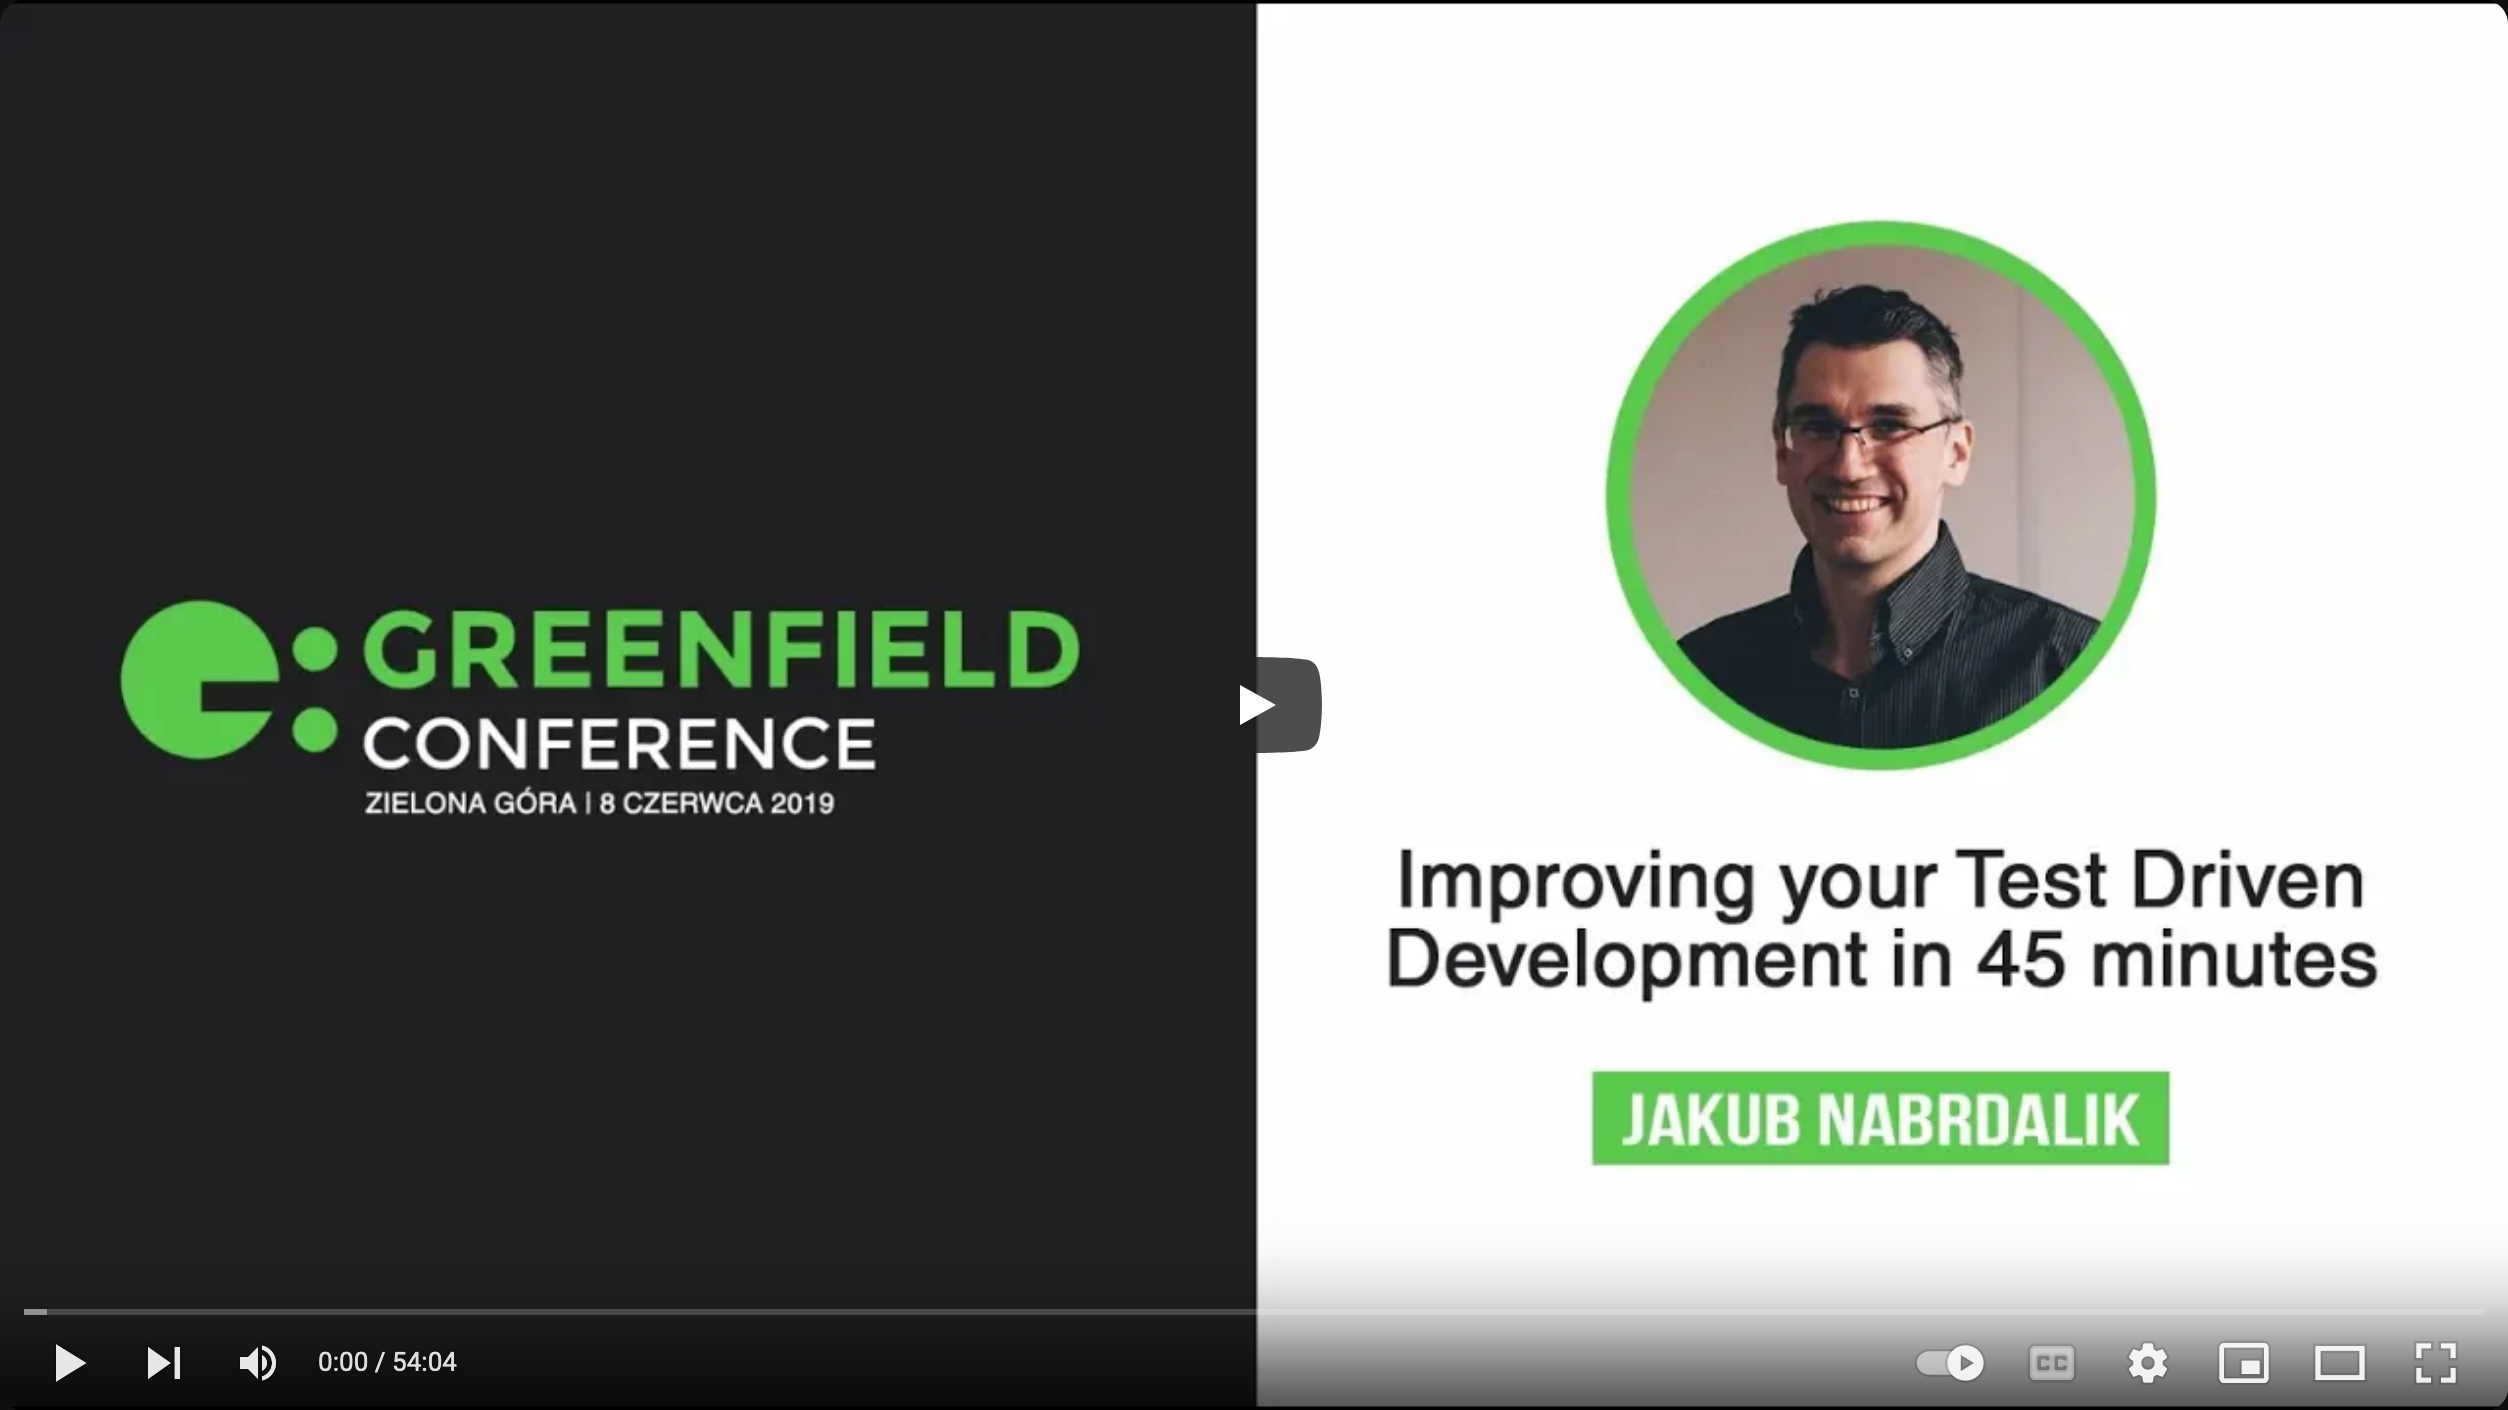 GREENFIELD
CONFERENCE
ZIELONA GÓRA | 8 CZERWCA 2019
Improving your Test Driven
Development in 45 minutes
JAKUB NABRDALIK
0:00 / 54:04
CC